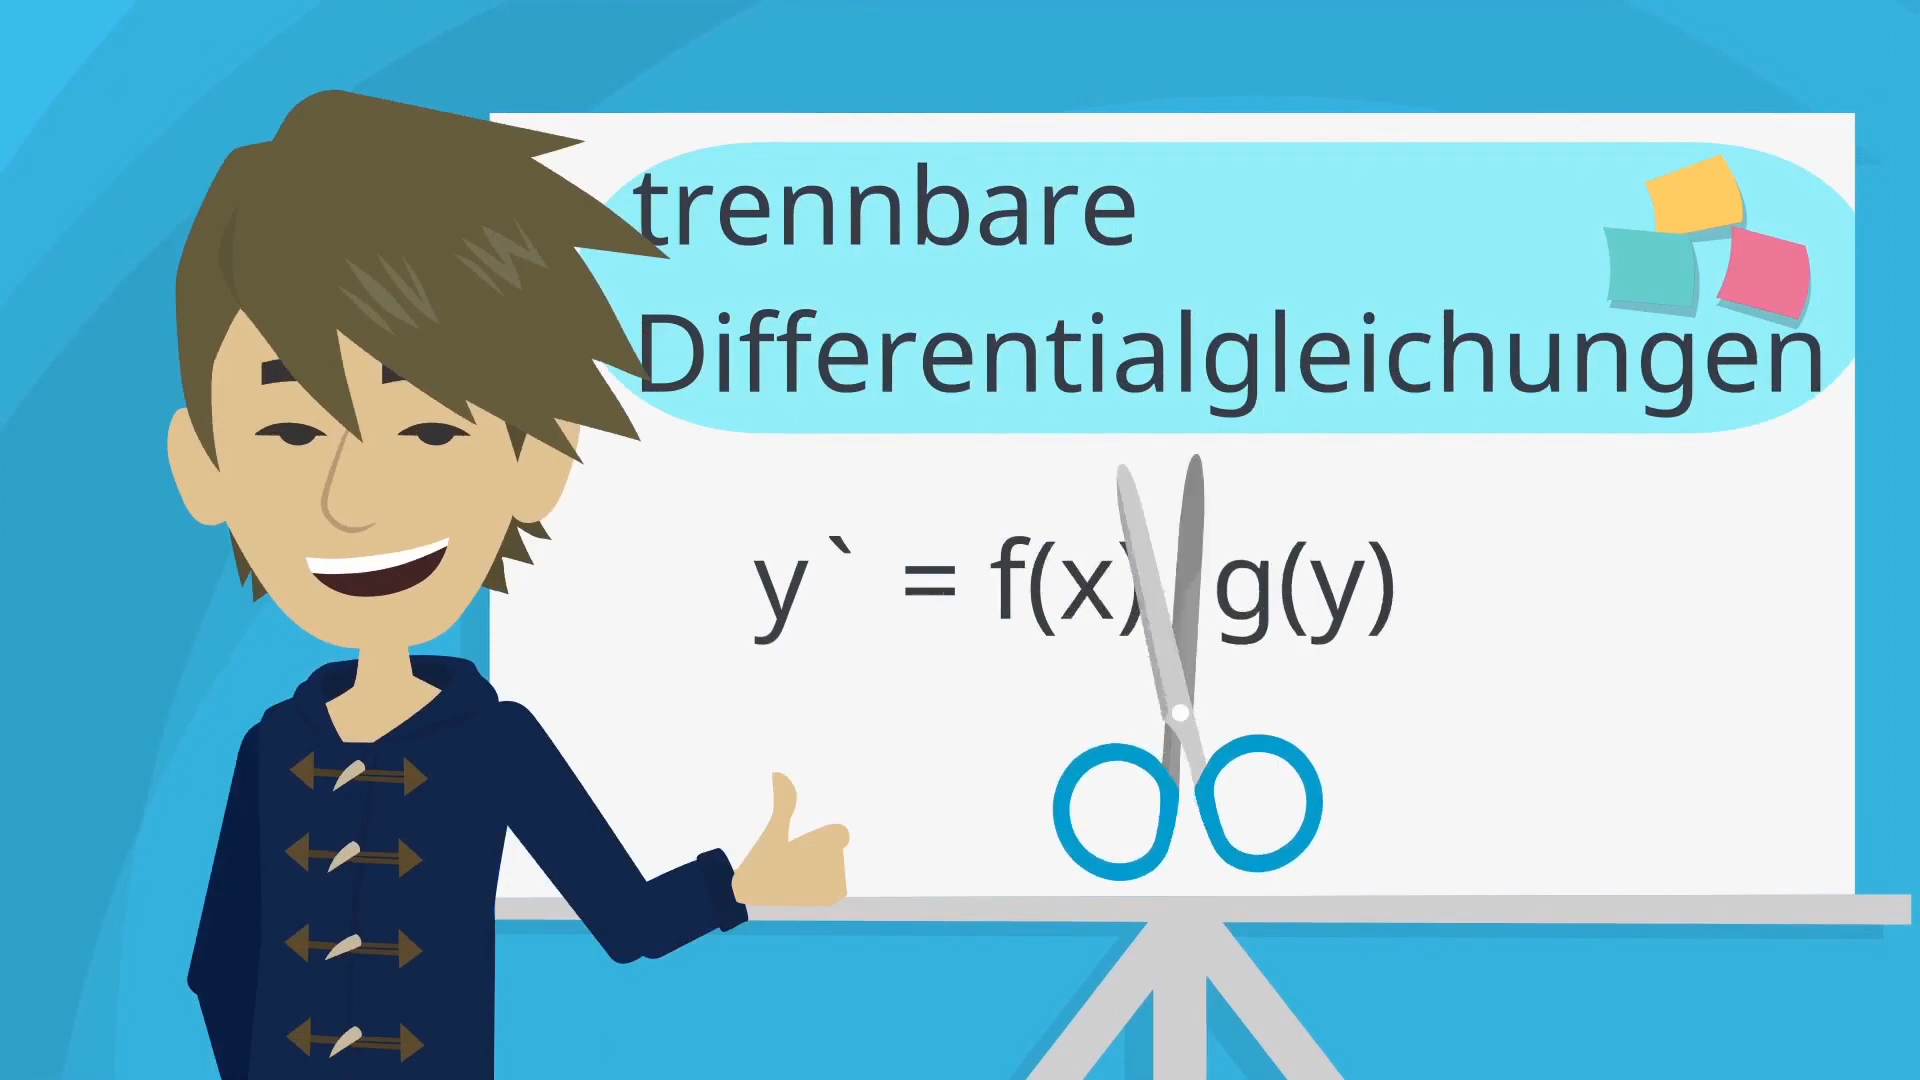 trennbare
Differentialgleichungen
y` = f(x) g(y)